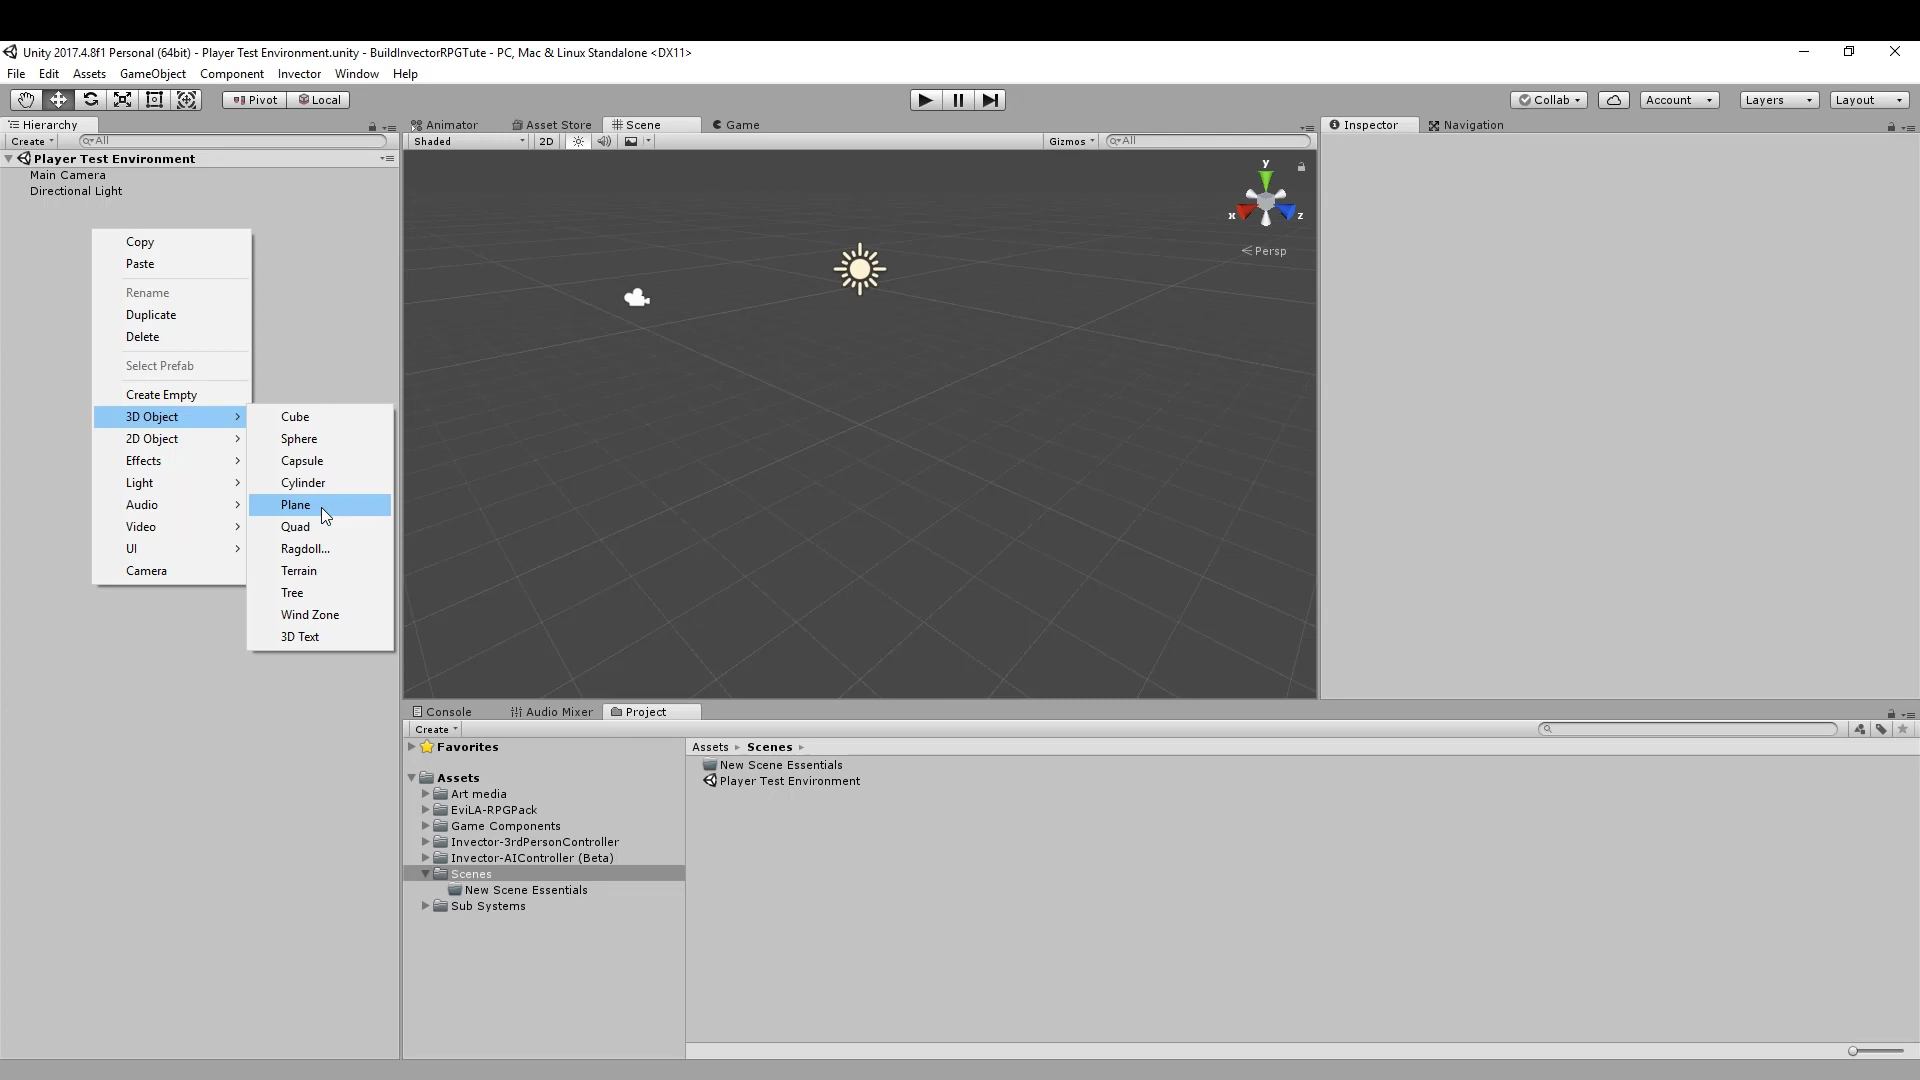 Unity 2017.4.8f1 Personal (64bit) - Player Test Environment.unity - BuildInvectorRPGTute - PC, Mac & Linux Standalone <DX11>
File Edit Assets GameObject Component Invector Window Help
Pivot Local Collab Account Layers Layout
Hierarchy Animator Asset Store Scene Game Inspector Navigation
Create All Shaded 2D Gizmos All
Player Test Environment
Main Camera
Directional Light
y
x z
Persp
Copy
Paste
Rename
Duplicate
Delete
Select Prefab
Create Empty
3D Object
2D Object
Effects
Light
Audio
Video
UI
Camera
Cube
Sphere
Capsule
Cylinder
Plane
Quad
Ragdoll...
Terrain
Tree
Wind Zone
3D Text
Console Audio Mixer Project
Create
Favorites
Assets
Art media
EviLA-RPGPack
Game Components
Invector-3rdPersonController
Invector-AIController (Beta)
Scenes
New Scene Essentials
Sub Systems
Assets Scenes
New Scene Essentials
Player Test Environment